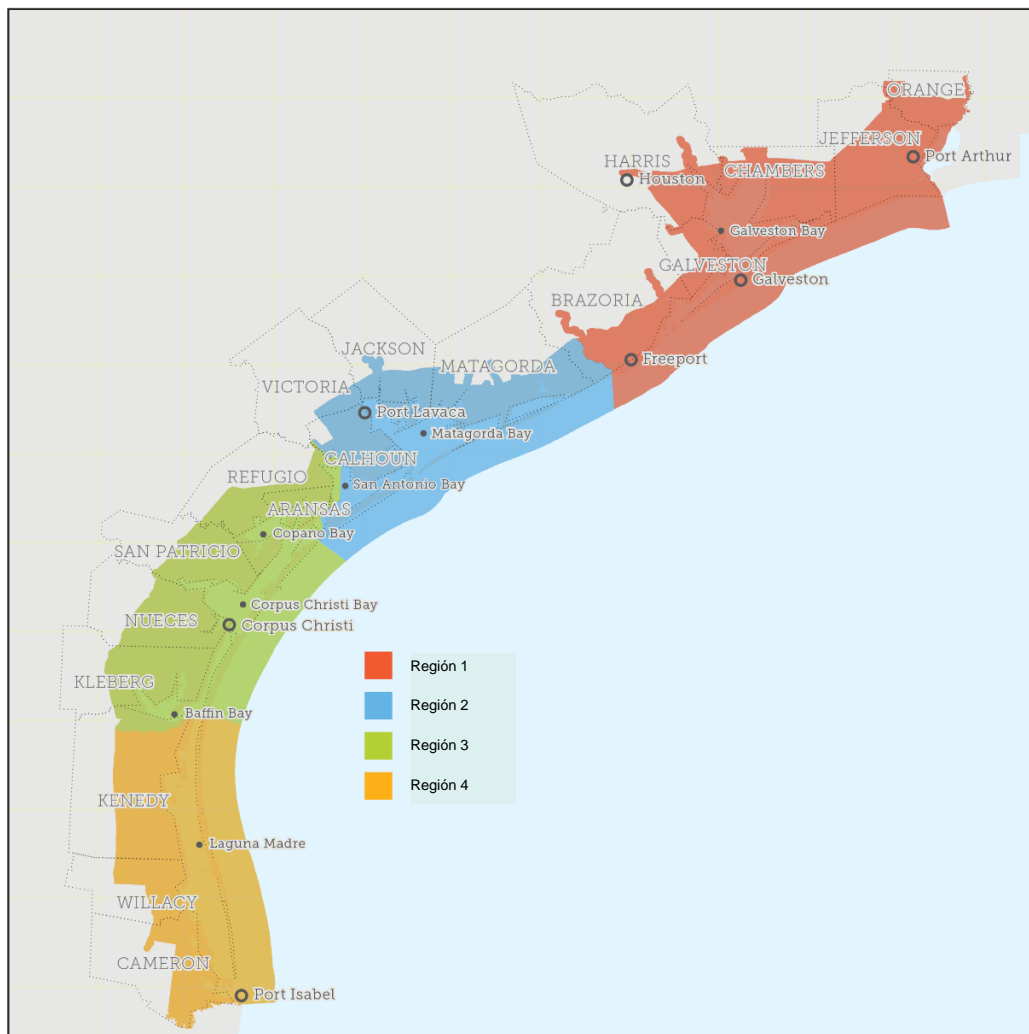 ORANGE
JEFFERSON
Port Arthur
HARRIS
CHAMBERS
Houston
Galveston Bay
GALVESTON
Galveston
BRAZORIA
JACKSON
Freeport
MATAGORDA
VICTORIA
Port Lavaca
Matagorda Bay
CALHOUN
REFUGIO
San Antonio Bay
ARANSAS
Copano Bay
SAN PATRICIO
Corpus Christi Bay
NUECES
Corpus Christi
KLEBERG
Baffin Bay
KENEDY
Laguna Madre
WILLACY
CAMERON
Port Isabel
Región 1
Región 2
Región 3
Región 4